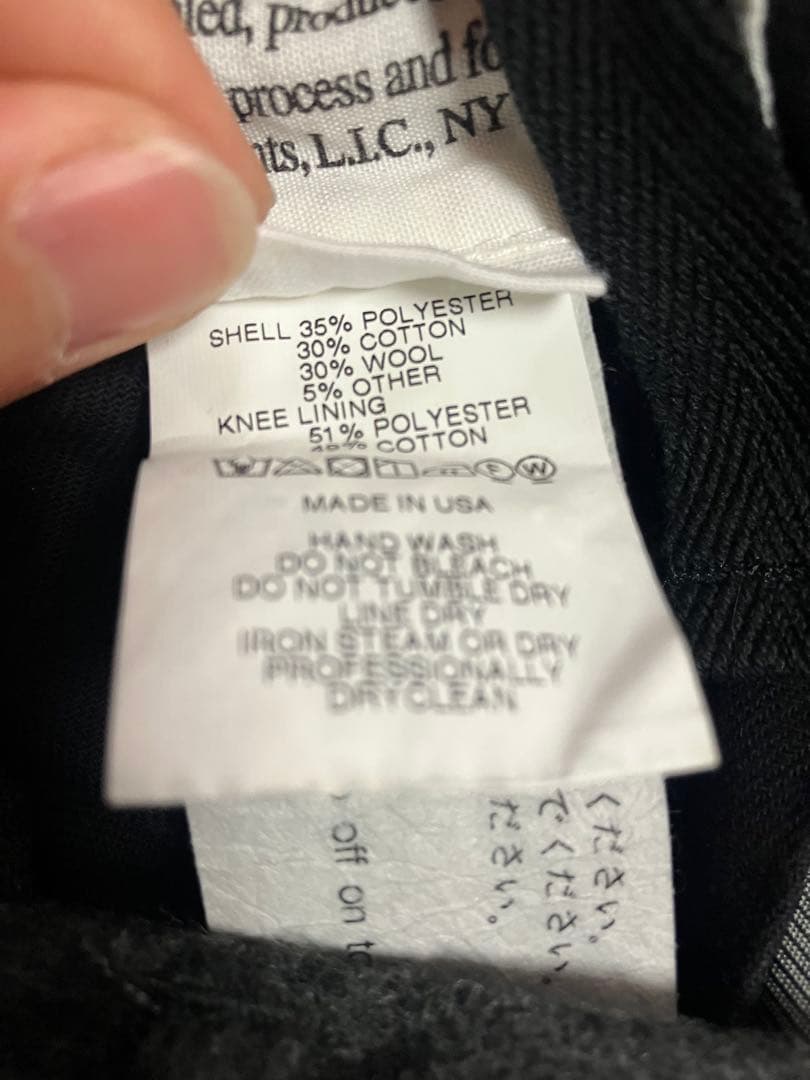 process and
L.I.C., NY
SHELL 35% POLYESTER
30% COTTON
30% WOOL
5% OTHER
KNEE LINING
51% POLYESTER
COTTON
W
MADE IN USA
HAND WASH
DO NOT BLEACH
DO NOT TUMBLE DRY
LINE DRY
IRON STEAM OR DRY
PROFESSIONALLY
DRYCLEAN
ください。
でください。
ださい。
off on